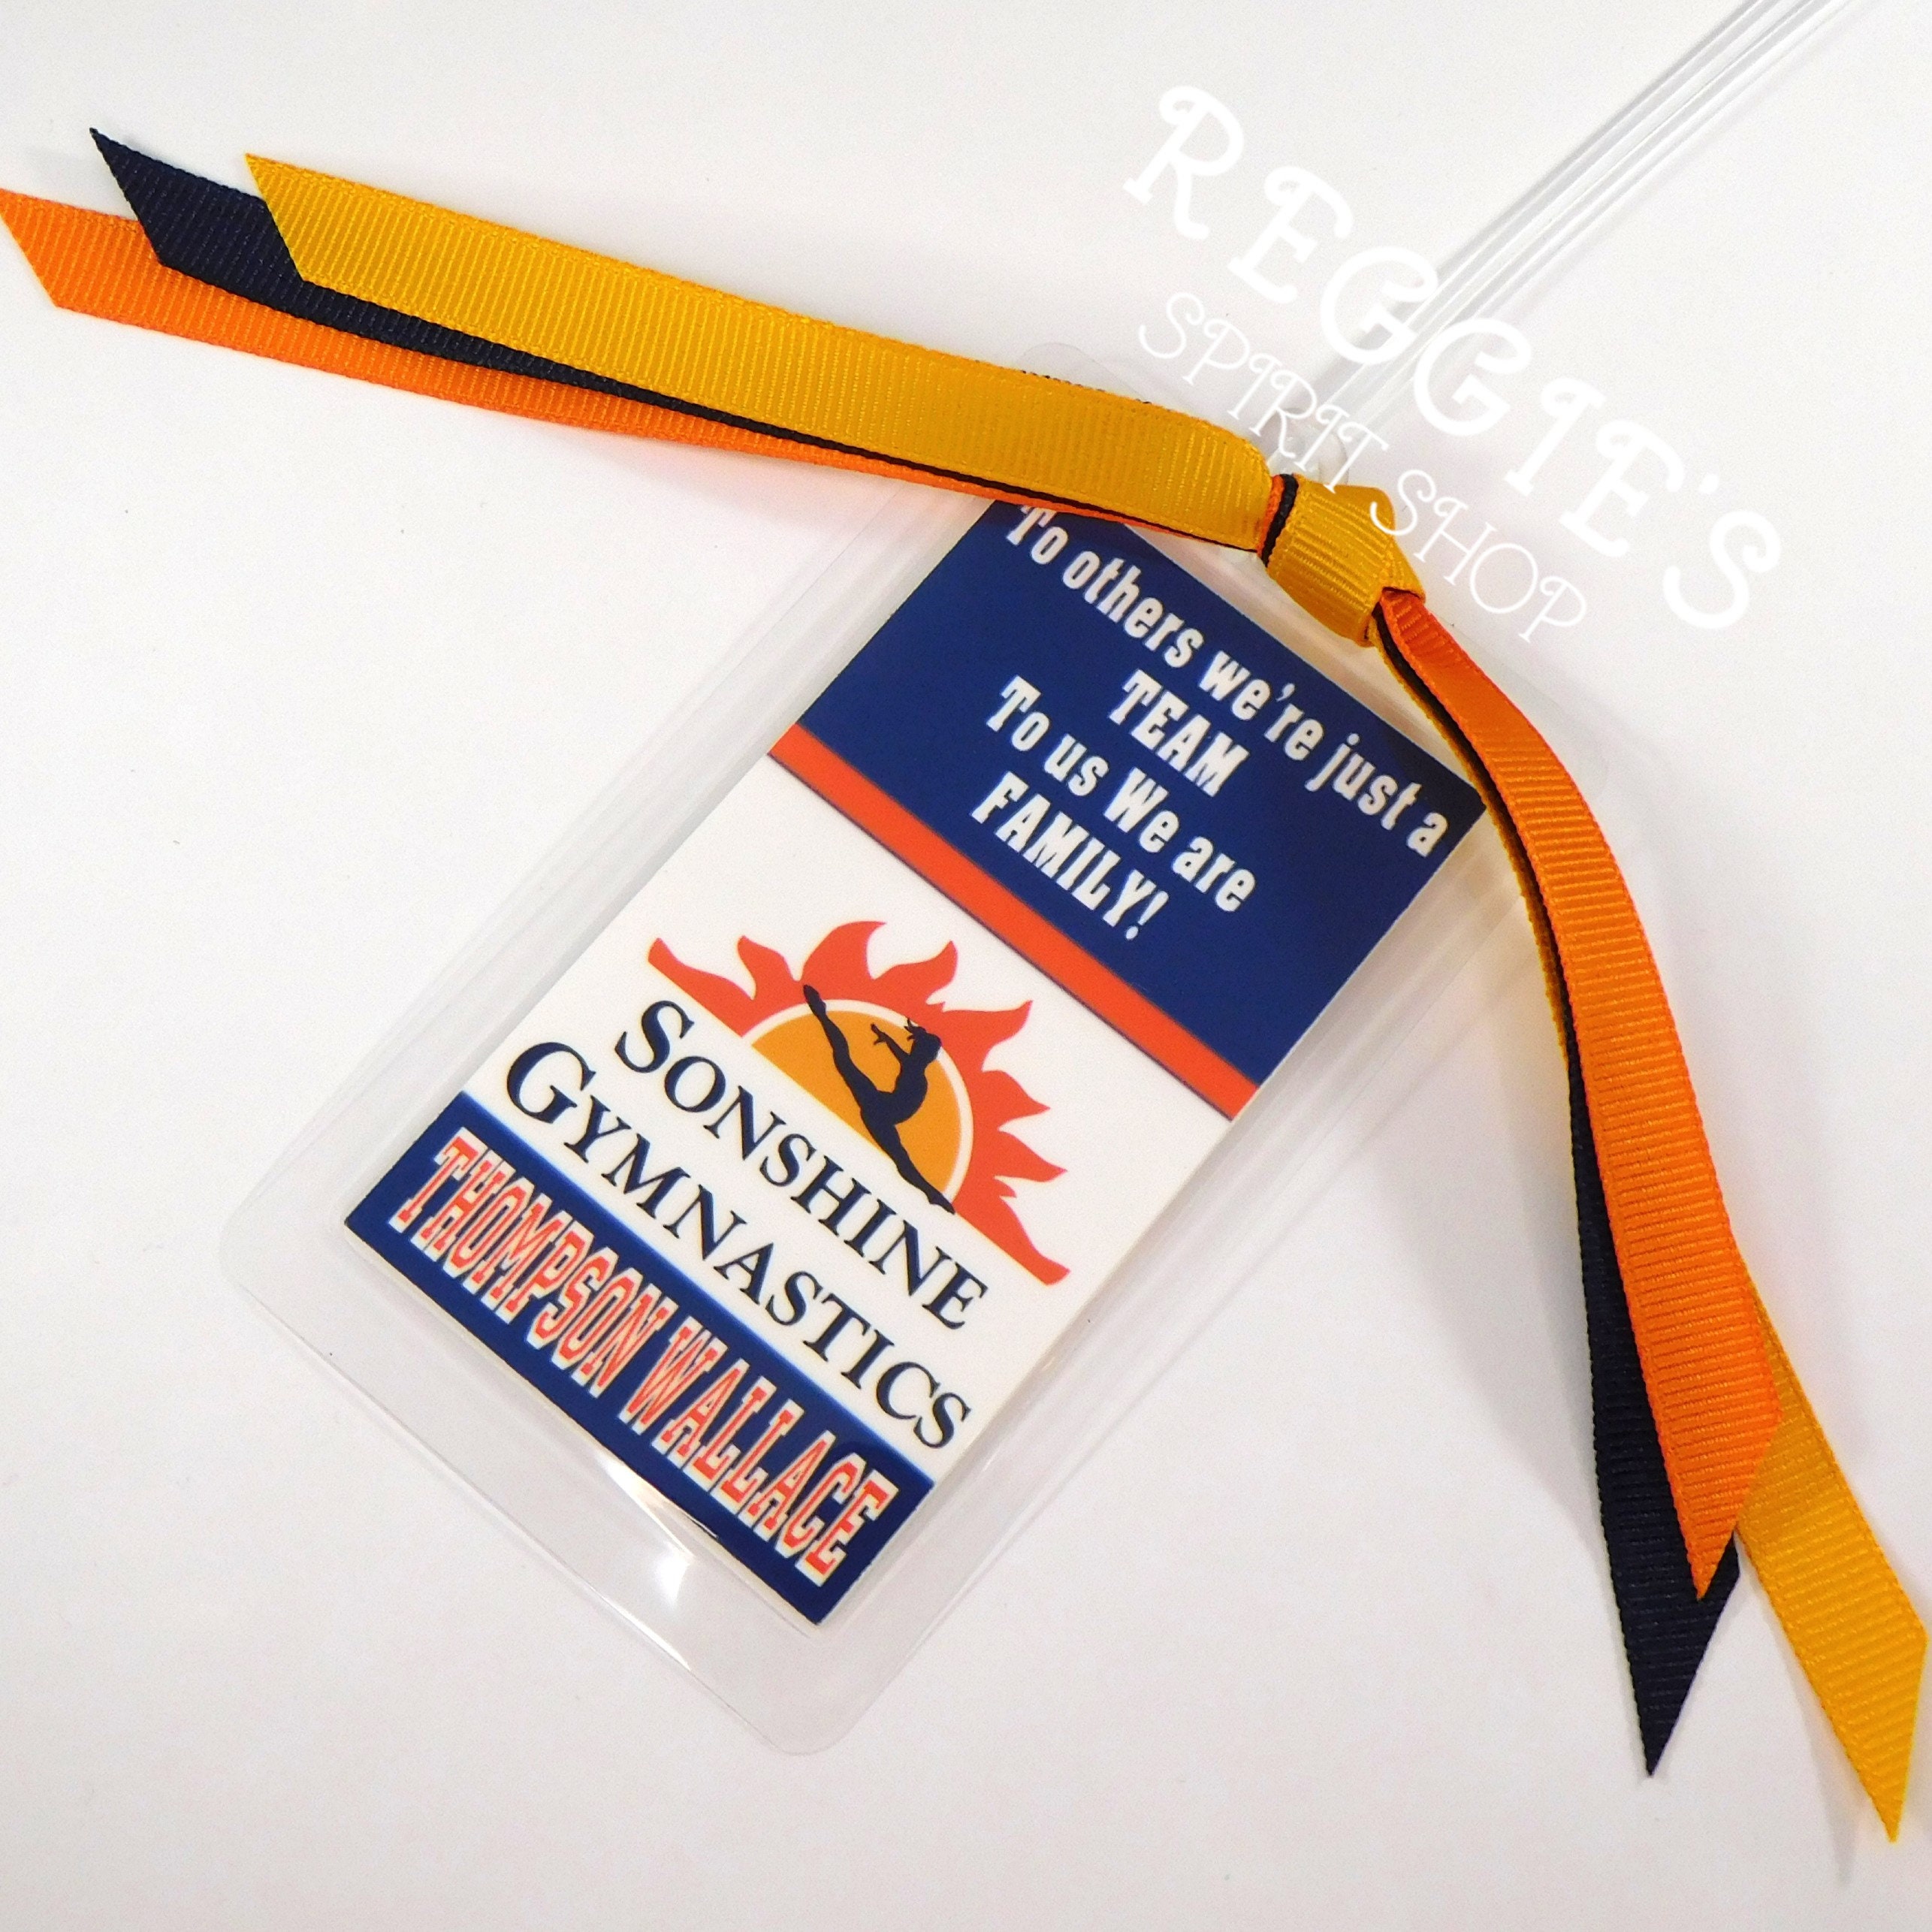 REGGIE'S
SPIRIT SHOP
To others we're just a
TEAM
To us We are
FAMILY!
SONSHINE
GYMNASTICS
THOMPSON WALLACE